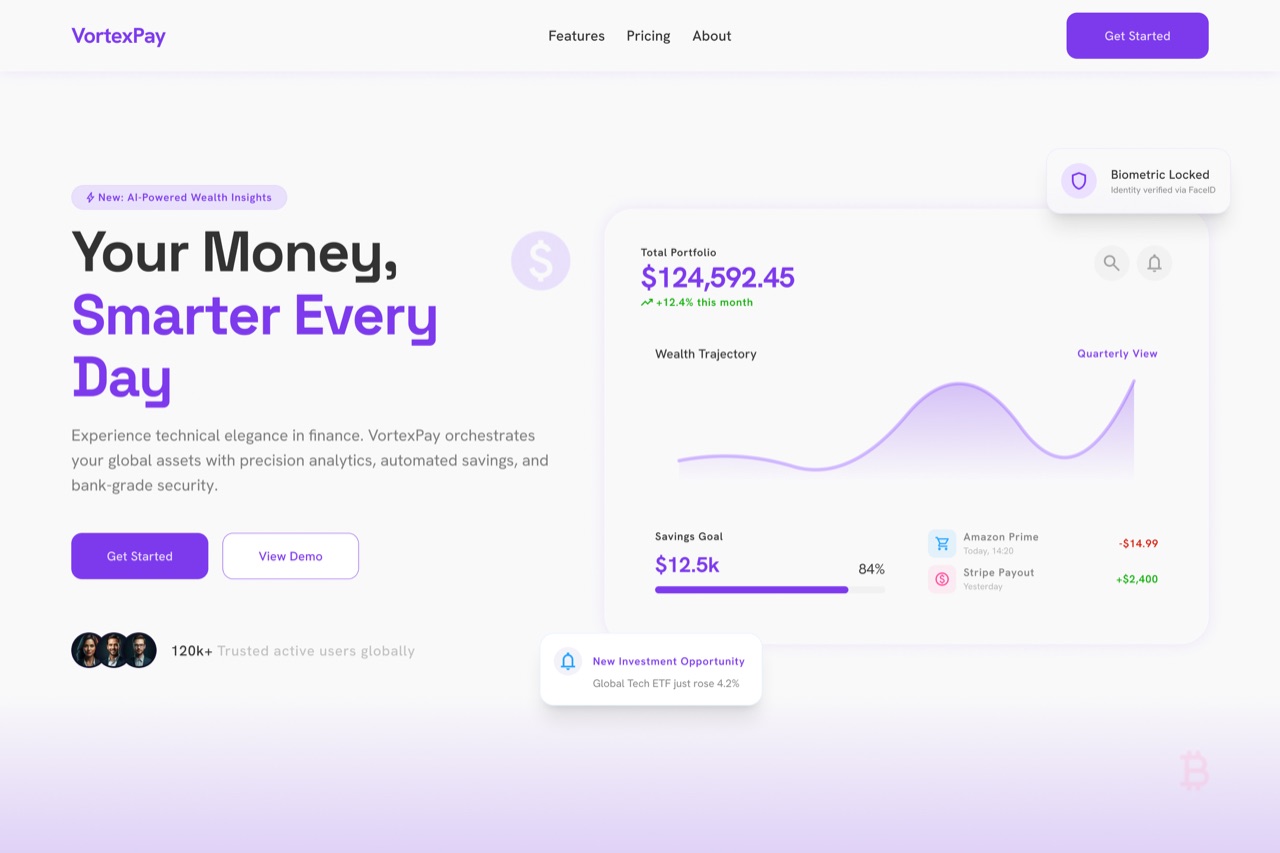 VortexPay
Features Pricing About
Get Started
New: AI-Powered Wealth Insights
Your Money,
Smarter Every
Day
Experience technical elegance in finance. VortexPay orchestrates
your global assets with precision analytics, automated savings, and
bank-grade security.
Get Started
View Demo
120k+ Trusted active users globally
Biometric Locked
Identity verified via FaceID
Total Portfolio
$124,592.45
+12.4% this month
Wealth Trajectory
Quarterly View
Savings Goal
$12.5k
84%
Amazon Prime
Today, 14:20
-$14.99
Stripe Payout
Yesterday
+$2,400
New Investment Opportunity
Global Tech ETF just rose 4.2%